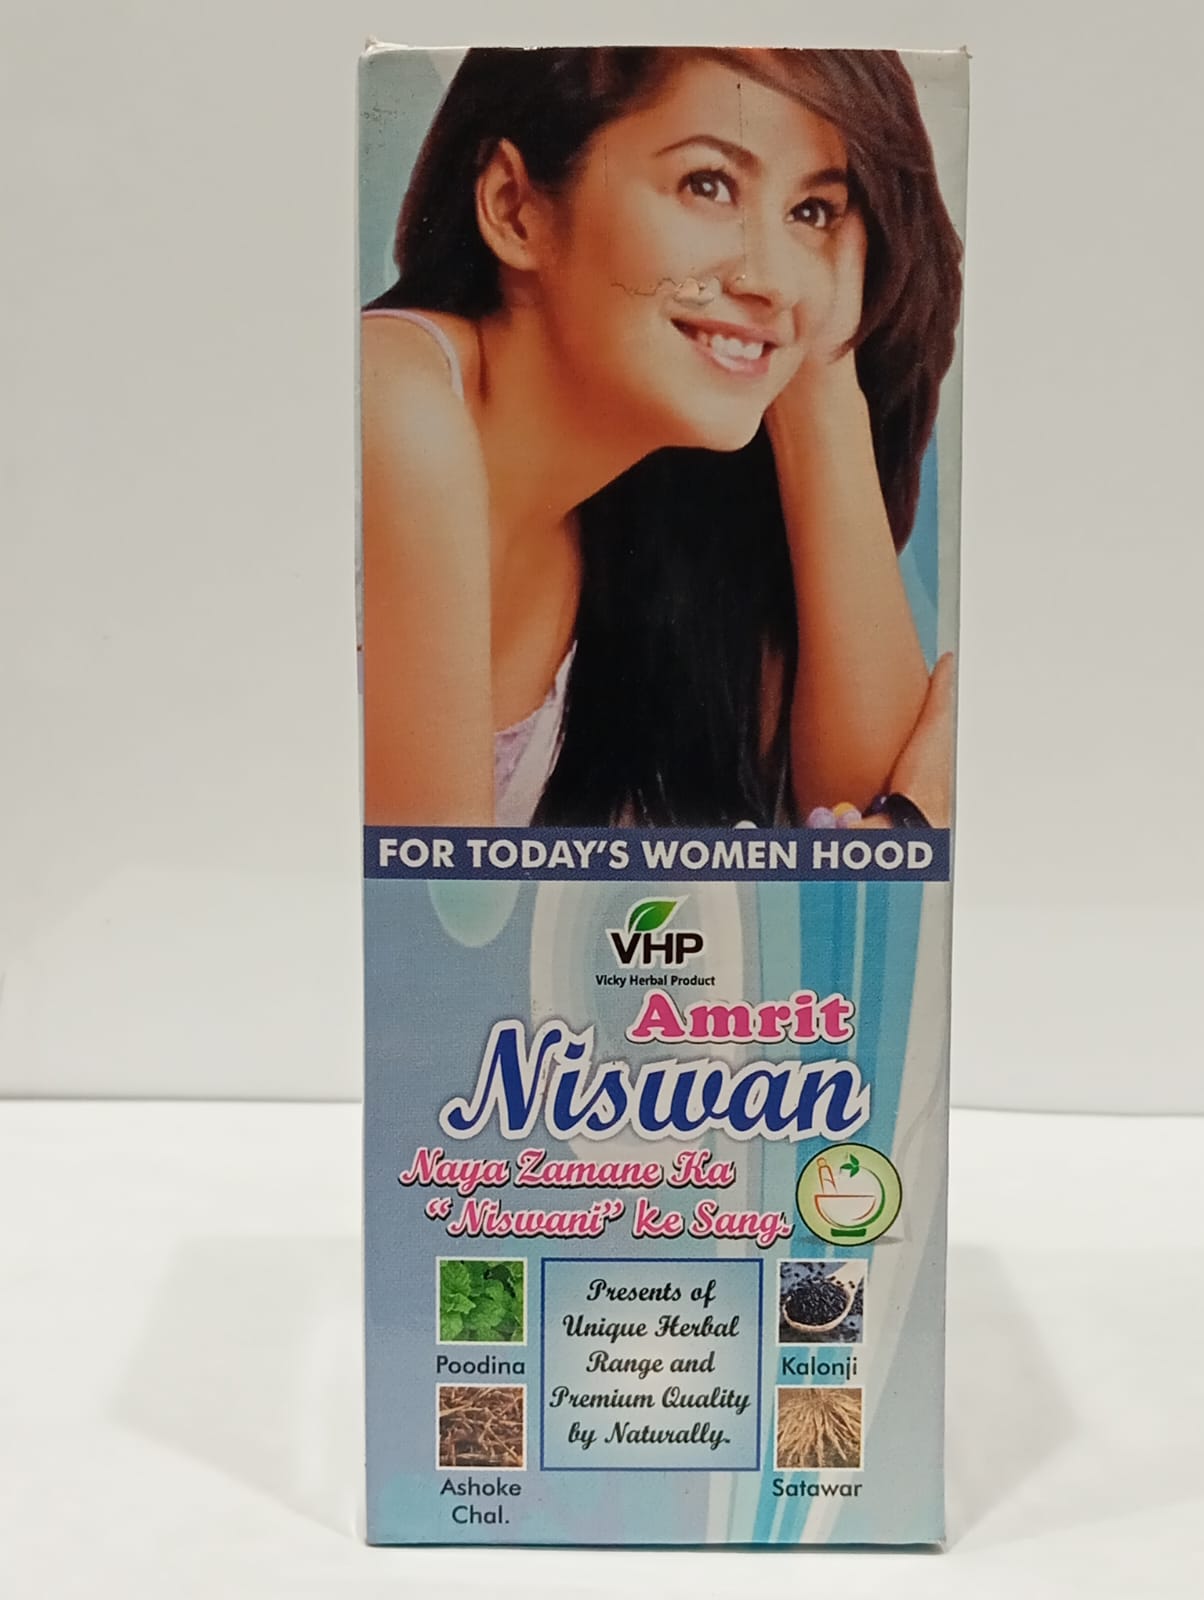 FOR TODAY'S WOMEN HOOD
VHP
Vicky Herbal Product
Amrit
Niswan
Naya Zamane Ka
“Niswani” ke Sang.
Presents of
Unique Herbal
Range and
Premium Quality
by Naturally.
Poodina
Kalonji
Ashoke
Chal.
Satawar